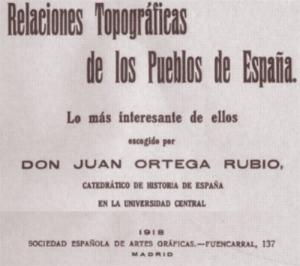 Relaciones Topográficas
de los Pueblos de España.
Lo más interesante de ellos
escogido por
DON JUAN ORTEGA RUBIO,
CATEDRÁTICO DE HISTORIA DE ESPAÑA
EN LA UNIVERSIDAD CENTRAL
1918
SOCIEDAD ESPAÑOLA DE ARTES GRÁFICAS.—FUENCARRAL, 137
MADRID